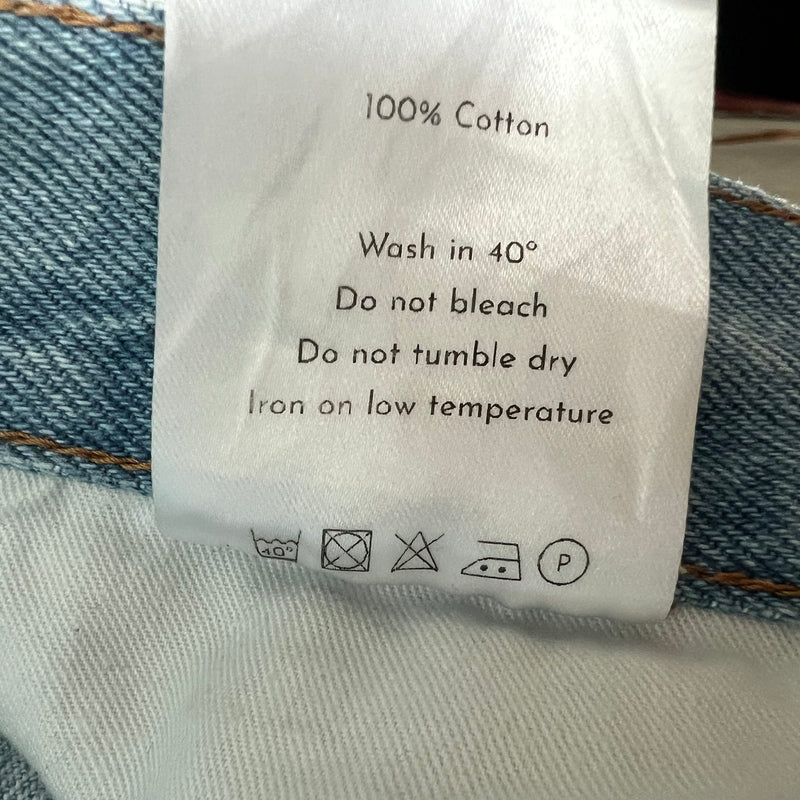 100% Cotton
Wash in 40°
Do not bleach
Do not tumble dry
Iron on low temperature
40° P